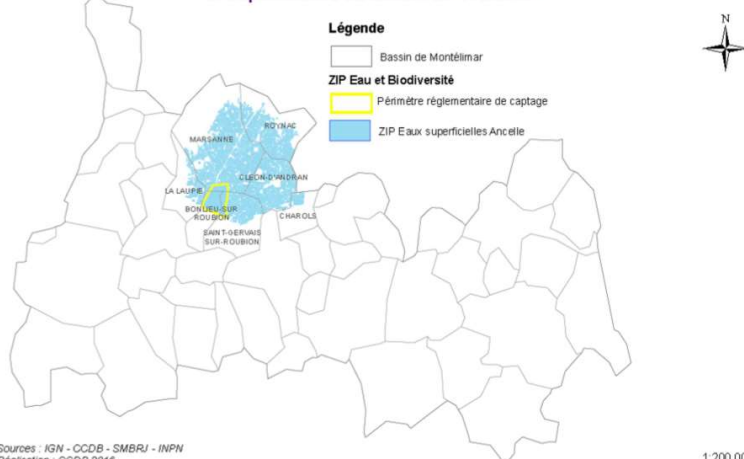 Légende
N
Bassin de Montélimar
ZIP Eau et Biodiversité
Périmètre réglementaire de captage
ZIP Eaux superficielles Ancelle
ROYNAC
MARSANNE
CLEON-D'ANDRAN
LA LAUPIE
BONLIEU-SUR
ROUBION
CHAROLS
SAINT-GERVAIS
SUR-ROUBION
Sources : IGN - CCDB - SMBRJ - INPN